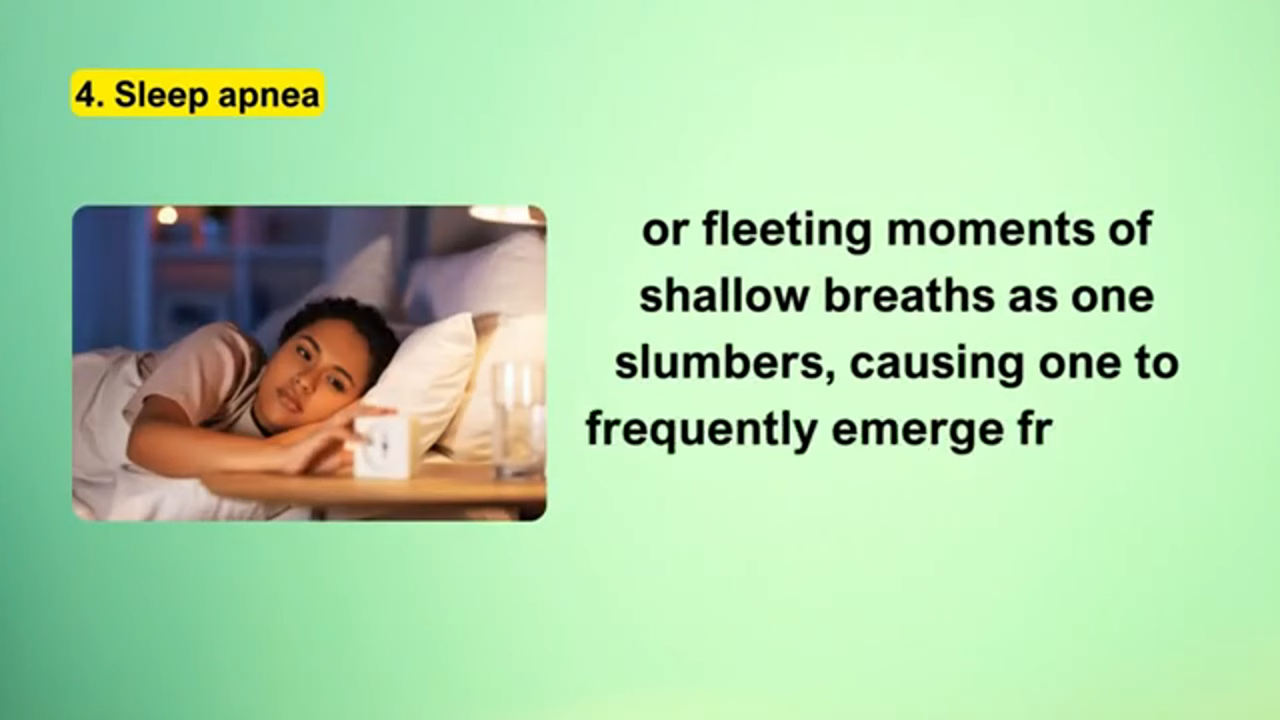 4. Sleep apnea
or fleeting moments of
shallow breaths as one
slumbers, causing one to
frequently emerge fr